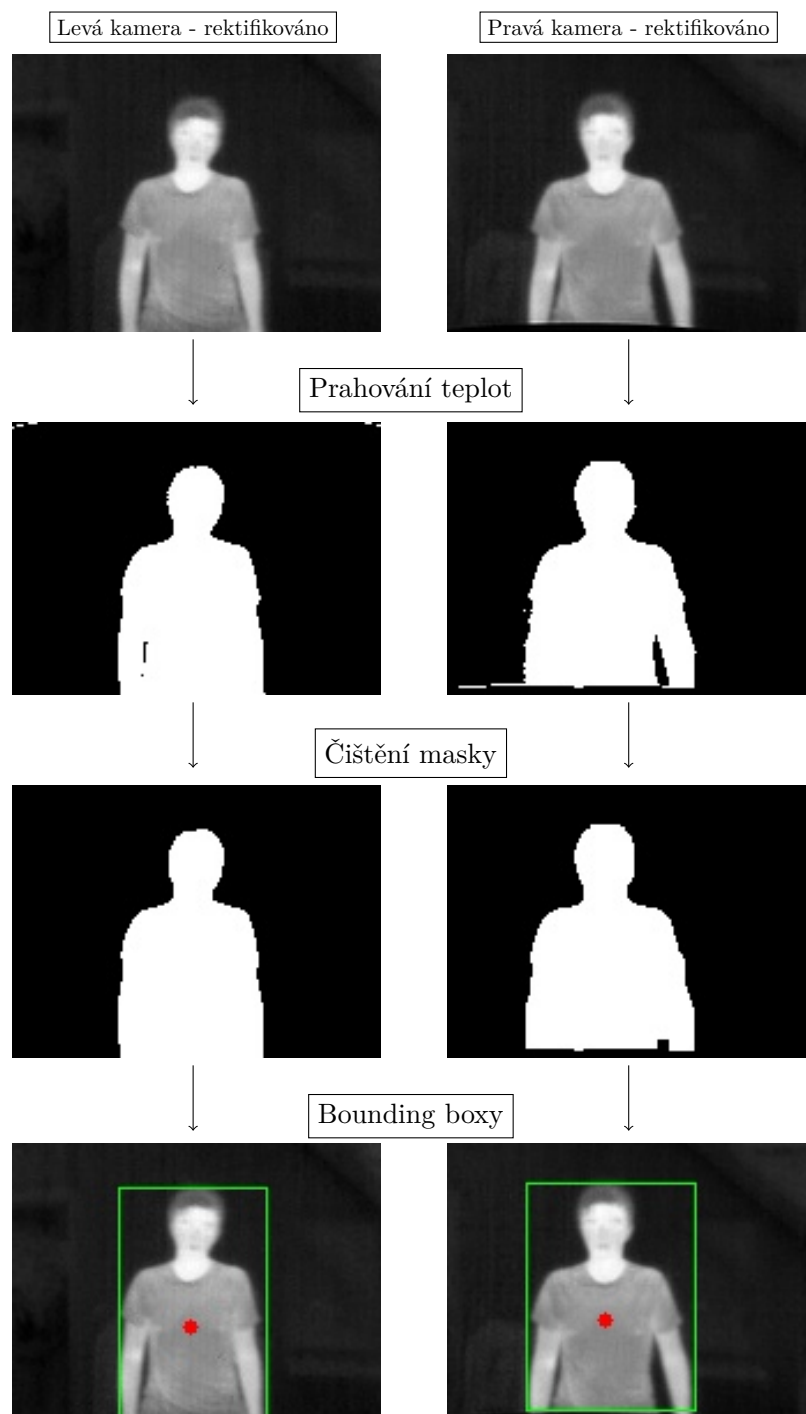 Levá kamera - rektifikováno
Pravá kamera - rektifikováno
Prahování teplot
Čištění masky
Bounding boxy